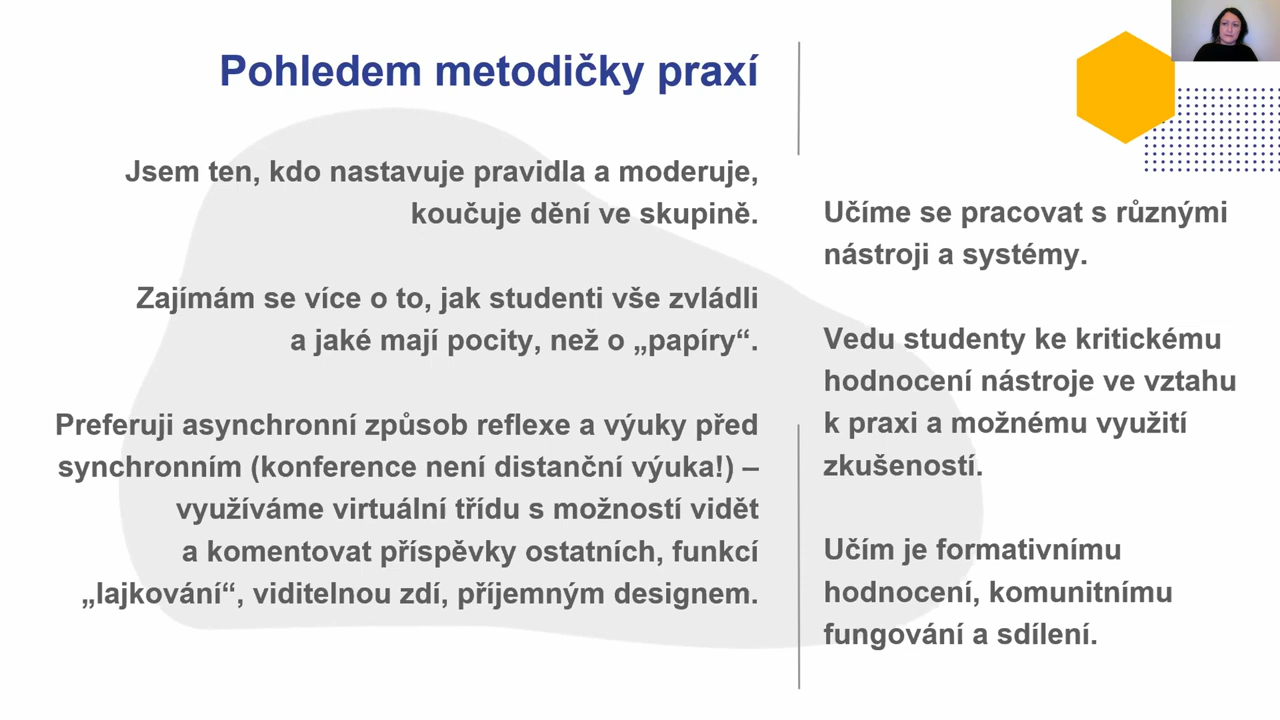 Pohledem metodičky praxí
Jsem ten, kdo nastavuje pravidla a moderuje,
koučuje dění ve skupině.
Zajímám se více o to, jak studenti vše zvládli
a jaké mají pocity, než o „papíry“.
Preferuji asynchronní způsob reflexe a výuky před
synchronním (konference není distanční výuka!) –
využíváme virtuální třídu s možností vidět
a komentovat příspěvky ostatních, funkcí
„lajkování“, viditelnou zdí, příjemným designem.
Učíme se pracovat s různými
nástroji a systémy.
Vedu studenty ke kritickému
hodnocení nástroje ve vztahu
k praxi a možnému využití
zkušeností.
Učím je formativnímu
hodnocení, komunitnímu
fungování a sdílení.